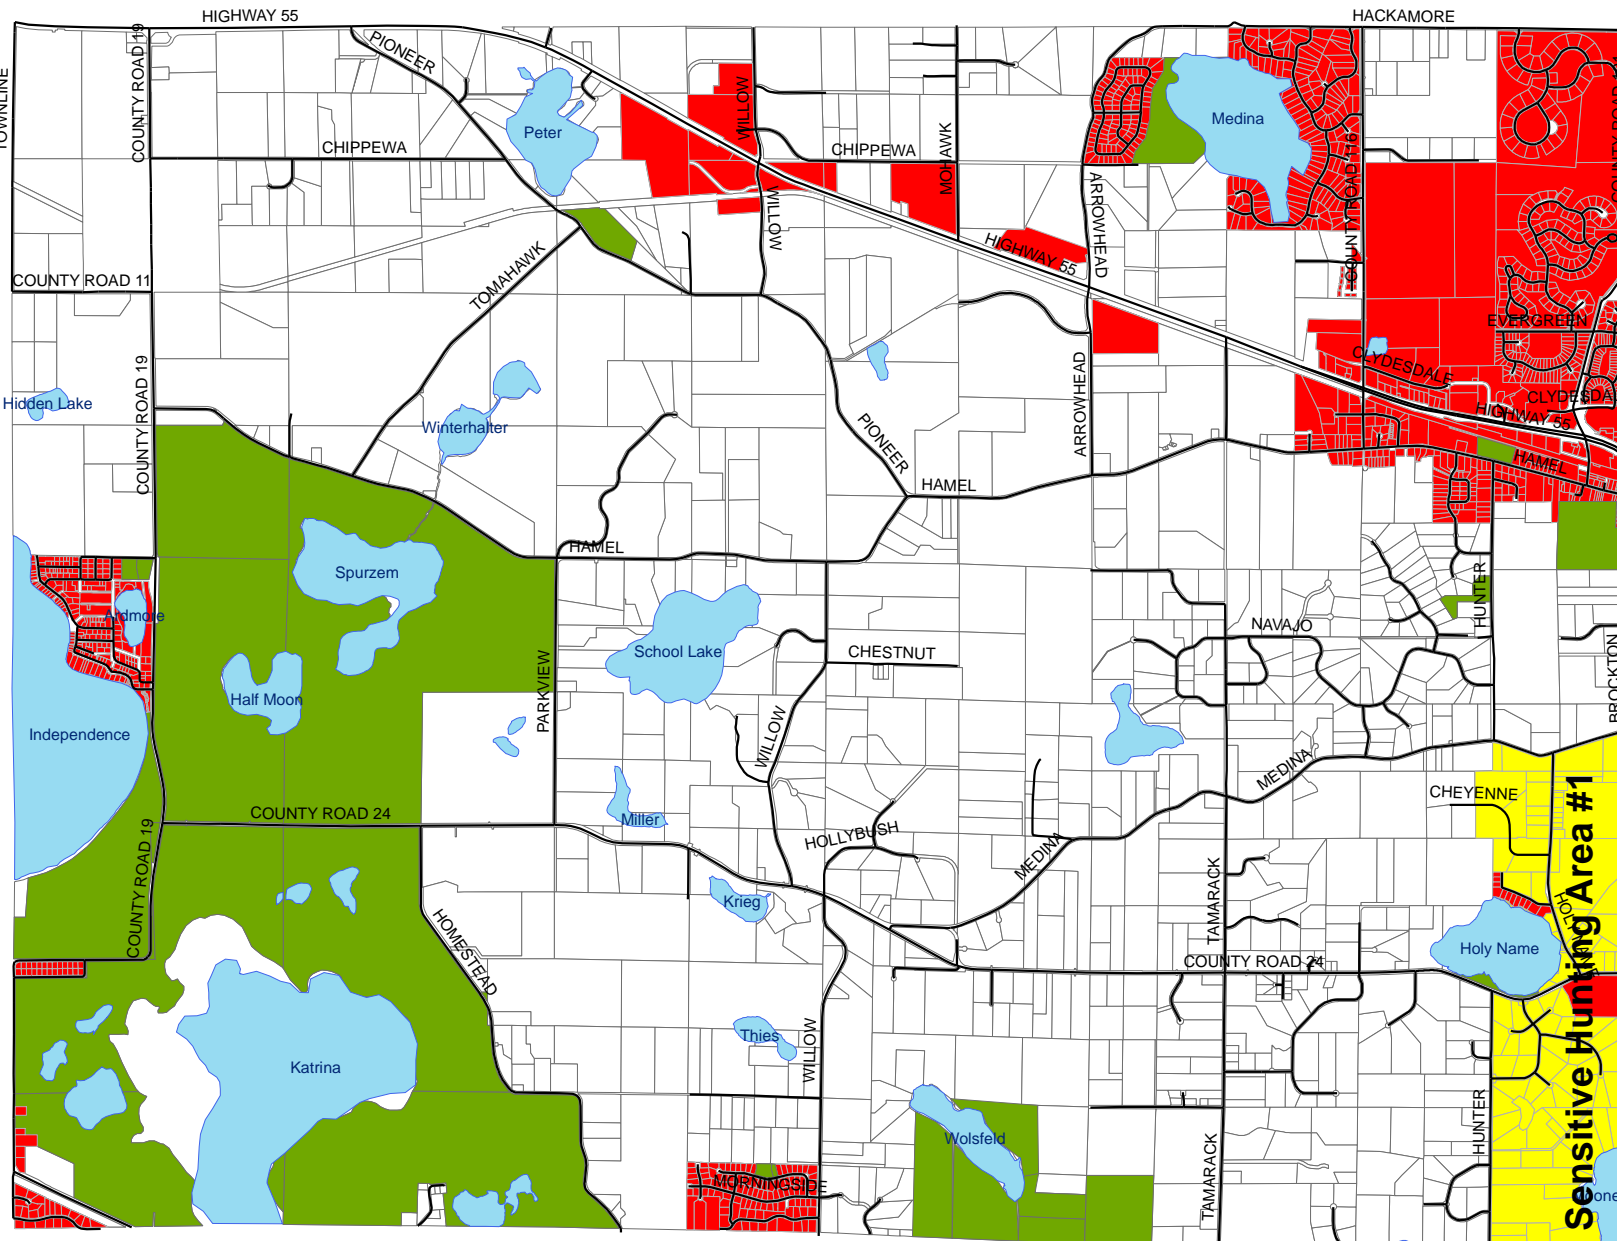 HIGHWAY 55
HACKAMORE
TOWNLINE
COUNTY ROAD 19
PIONEER
WILLOW
Peter
Medina
CHIPPEWA
CHIPPEWA
MOHAWK
COUNTY ROAD 116
WILLOW
ARROWHEAD
HIGHWAY 55
TOMAHAWK
COUNTY ROAD 11
EVERGREEN
CLYDESDALE
CLYDESDA
COUNTY ROAD 19
ARROWHEAD
Hidden Lake
Winterhalter
PIONEER
HIGHWAY 55
HAMEL
HAMEL
HAMEL
Spurzem
HUNTER
Ardmore
NAVAJO
School Lake
CHESTNUT
BROCKTON
PARKVIEW
Half Moon
Independence
WILLOW
MEDINA
CHEYENNE
COUNTY ROAD 24
Miller
HOLLYBUSH
MEDINA
COUNTY ROAD 19
TAMARACK
Krieg
HOMESTEAD
Holy Name
COUNTY ROAD 24
Sensitive Hunting Area #1
Thies
WILLOW
Katrina
HUNTER
Wolsfeld
TAMARACK
MORNINGSIDE